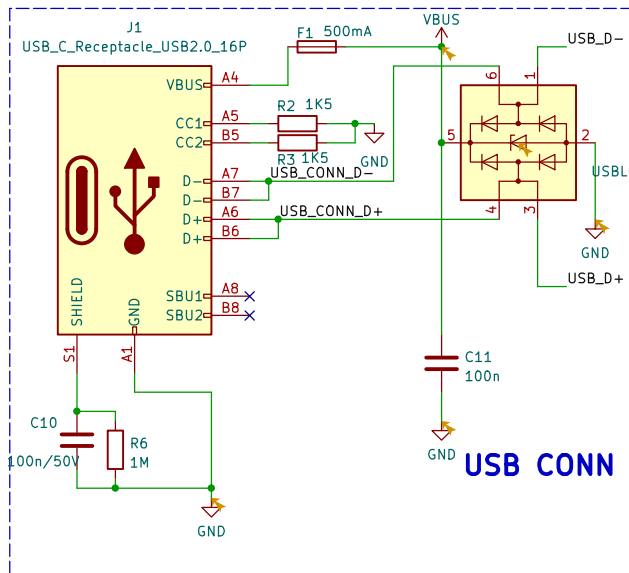 J1
USB_C_Receptacle_USB2.0_16P
F1 500mA
VBUS
USB_D-
VBUS A4
6
1
CC1 A5
R2 1K5
CC2 B5
R3 1K5
GND
5
2
D- A7
USB_CONN_D-
D- B7
D+ A6
USB_CONN_D+
D+ B6
4
3
GND
USB_D+
SBU1 A8
SBU2 B8
SHIELD
GND
S1
A1
C11
100n
C10
100n/50V
R6
1M
GND
USB CONN
GND